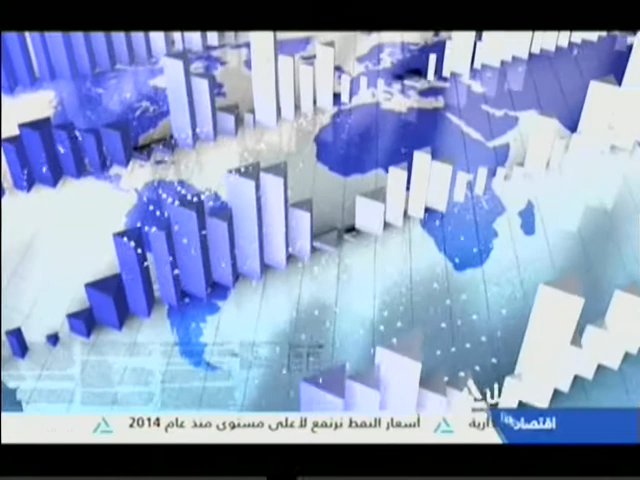 اقتصاد
أسعار النفط ترتفع لأعلى مستوى منذ عام 2014